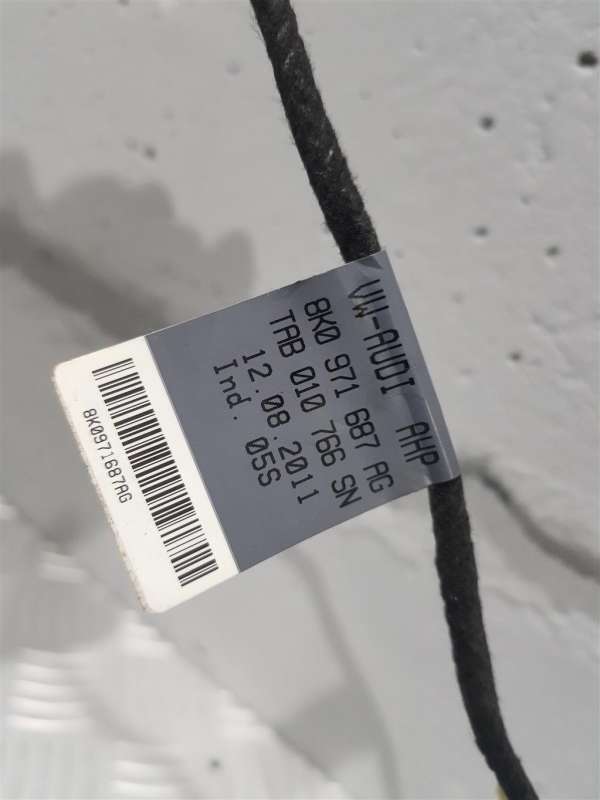 VW-AUDI AHP
8K0 971 687 AG
TAB 010 766 SN
12.08.2011
Ind. 05S
8K0971687AG